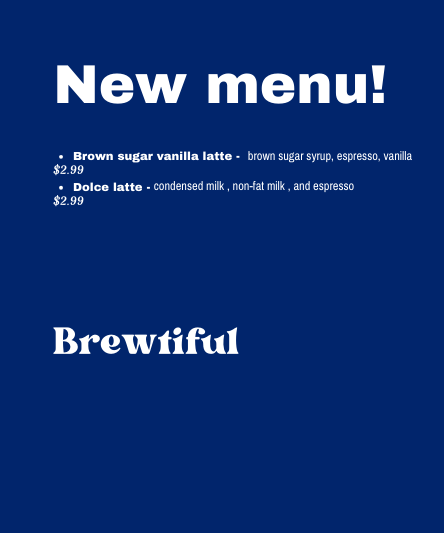 New menu!
• Brown sugar vanilla latte - brown sugar syrup, espresso, vanilla
$2.99
• Dolce latte - condensed milk , non-fat milk , and espresso
$2.99
Brewtiful